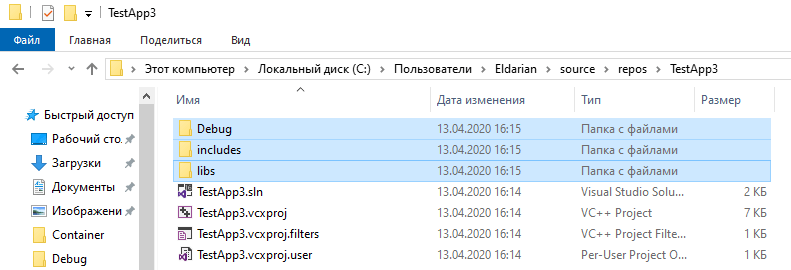 TestApp3
Файл Главная Поделиться Вид
Этот компьютер Локальный диск (C:) Пользователи Eldarian source repos TestApp3
Быстрый доступ
Рабочий сто.
Загрузки
Документы
Изображени
Container
Debug
Имя Дата изменения Тип Размер
Debug 13.04.2020 16:15 Папка с файлами
includes 13.04.2020 16:15 Папка с файлами
libs 13.04.2020 16:15 Папка с файлами
TestApp3.sln 13.04.2020 16:14 Visual Studio Solu... 2 КБ
TestApp3.vcxproj 13.04.2020 16:14 VC++ Project 7 КБ
TestApp3.vcxproj.filters 13.04.2020 16:14 VC++ Project Filte... 1 КБ
TestApp3.vcxproj.user 13.04.2020 16:14 Per-User Project O... 1 КБ